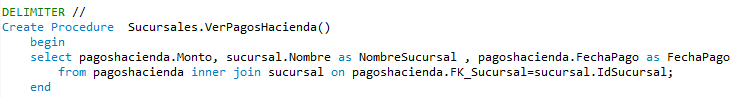 DELIMITER //
Create Procedure  Sucursales.VerPagosHacienda()
    begin
    select pagoshacienda.Monto, sucursal.Nombre as NombreSucursal , pagoshacienda.FechaPago as FechaPago
        from pagoshacienda inner join sucursal on pagoshacienda.FK_Sucursal=sucursal.IdSucursal;
    end